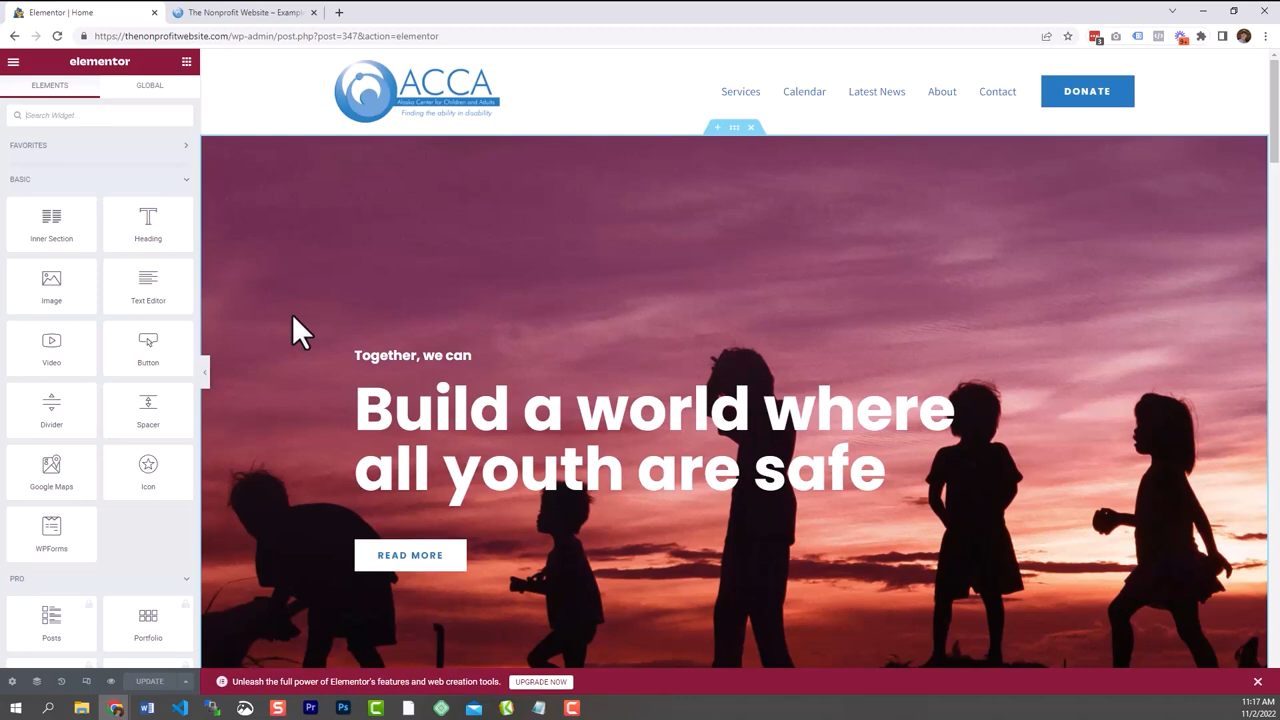 Elementor | Home
The Nonprofit Website – Exampl
https://thenonprofitwebsite.com/wp-admin/post.php?post=347&action=elementor
elementor
ELEMENTS
GLOBAL
Search Widget...
FAVORITES
BASIC
Inner Section
Heading
Image
Text Editor
Video
Button
Divider
Spacer
Google Maps
Icon
WPForms
PRO
Posts
Portfolio
UPDATE
ACCA
Alaska Center for Children and Adults
Finding the ability in disability
Services
Calendar
Latest News
About
Contact
DONATE
Together, we can
Build a world where
all youth are safe
READ MORE
Unleash the full power of Elementor's features and web creation tools.
UPGRADE NOW
11:17 AM
11/2/2022